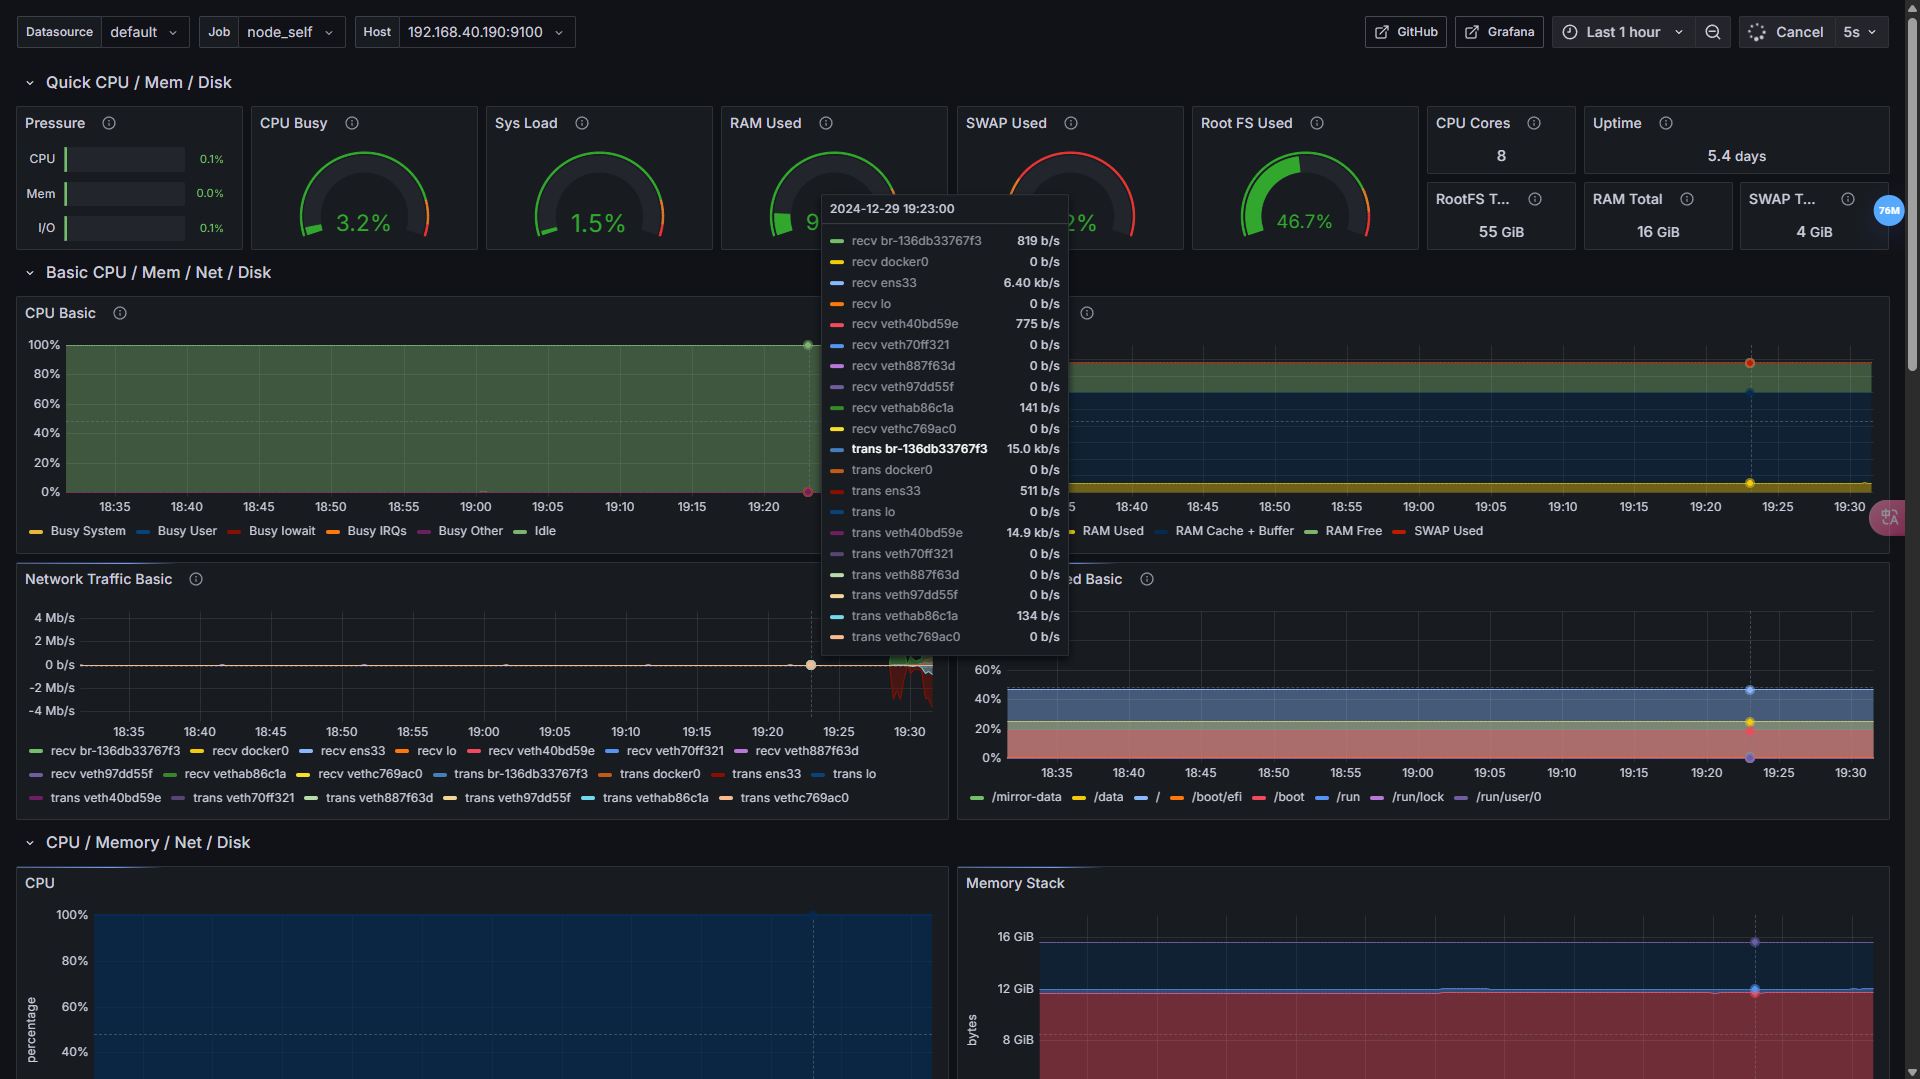 Datasource default Job node_self Host 192.168.40.190:9100 GitHub Grafana Last 1 hour Cancel 5s
Quick CPU / Mem / Disk
Pressure CPU Busy Sys Load RAM Used SWAP Used Root FS Used CPU Cores Uptime
CPU 0.1%
Mem 0.0%
I/O 0.1%
3.2%
1.5%
9
2%
46.7%
8
5.4 days
RootFS T... RAM Total SWAP T...
55 GiB 16 GiB 4 GiB
76M
2024-12-29 19:23:00
recv br-136db33767f3 819 b/s
recv docker0 0 b/s
recv ens33 6.40 kb/s
recv lo 0 b/s
recv veth40bd59e 775 b/s
recv veth70ff321 0 b/s
recv veth887f63d 0 b/s
recv veth97dd55f 0 b/s
recv vethab86c1a 141 b/s
recv vethc769ac0 0 b/s
trans br-136db33767f3 15.0 kb/s
trans docker0 0 b/s
trans ens33 511 b/s
trans lo 0 b/s
trans veth40bd59e 14.9 kb/s
trans veth70ff321 0 b/s
trans veth887f63d 0 b/s
trans veth97dd55f 0 b/s
trans vethab86c1a 134 b/s
trans vethc769ac0 0 b/s
Basic CPU / Mem / Net / Disk
CPU Basic
100%
80%
60%
40%
20%
0%
18:35 18:40 18:45 18:50 18:55 19:00 19:05 19:10 19:15 19:20
Busy System Busy User Busy Iowait Busy IRQs Busy Other Idle
5 18:40 18:45 18:50 18:55 19:00 19:05 19:10 19:15 19:20 19:25 19:30
RAM Used RAM Cache + Buffer RAM Free SWAP Used
中A
Network Traffic Basic
4 Mb/s
2 Mb/s
0 b/s
-2 Mb/s
-4 Mb/s
18:35 18:40 18:45 18:50 18:55 19:00 19:05 19:10 19:15 19:20 19:25 19:30
recv br-136db33767f3 recv docker0 recv ens33 recv lo recv veth40bd59e recv veth70ff321 recv veth887f63d
recv veth97dd55f recv vethab86c1a recv vethc769ac0 trans br-136db33767f3 trans docker0 trans ens33 trans lo
trans veth40bd59e trans veth70ff321 trans veth887f63d trans veth97dd55f trans vethab86c1a trans vethc769ac0
ed Basic
60%
40%
20%
0%
18:35 18:40 18:45 18:50 18:55 19:00 19:05 19:10 19:15 19:20 19:25 19:30
/mirror-data /data / /boot/efi /boot /run /run/lock /run/user/0
CPU / Memory / Net / Disk
CPU
100%
80%
60%
40%
percentage
Memory Stack
16 GiB
12 GiB
8 GiB
bytes